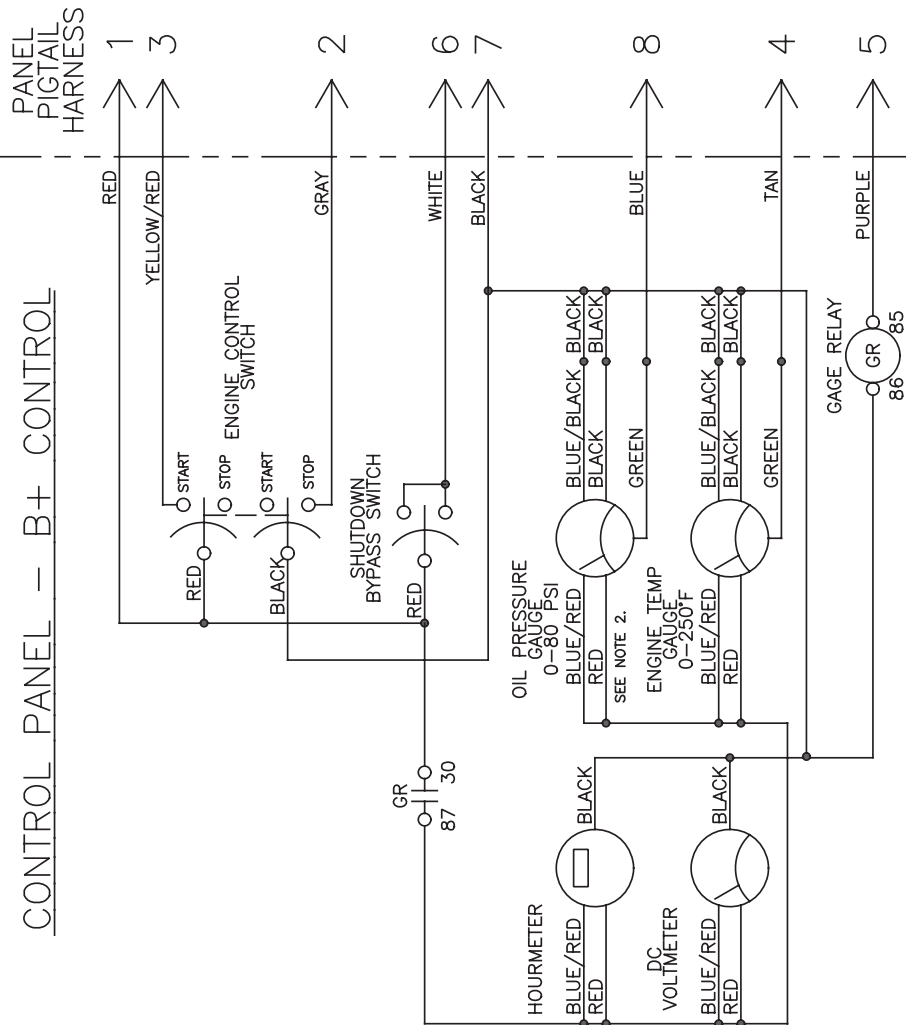 CONTROL PANEL - B+ CONTROL
PANEL
PIGTAIL
HARNESS
1
3
2
6
7
8
4
5
RED
YELLOW/RED
GRAY
WHITE
BLACK
BLUE
TAN
PURPLE
START
STOP
START
STOP
ENGINE CONTROL
SWITCH
RED
BLACK
SHUTDOWN
BYPASS SWITCH
RED
GR
30
87
OIL PRESSURE
GAUGE
0-80 PSI
BLUE/RED
RED
SEE NOTE 2.
BLUE/BLACK
BLACK
BLACK
BLACK
GREEN
ENGINE TEMP
GAUGE
0-250°F
BLUE/RED
RED
BLUE/BLACK
BLACK
BLACK
BLACK
GREEN
GAGE RELAY
GR
85
86
HOURMETER
BLUE/RED
RED
BLACK
DC
VOLTMETER
BLUE/RED
RED
BLACK